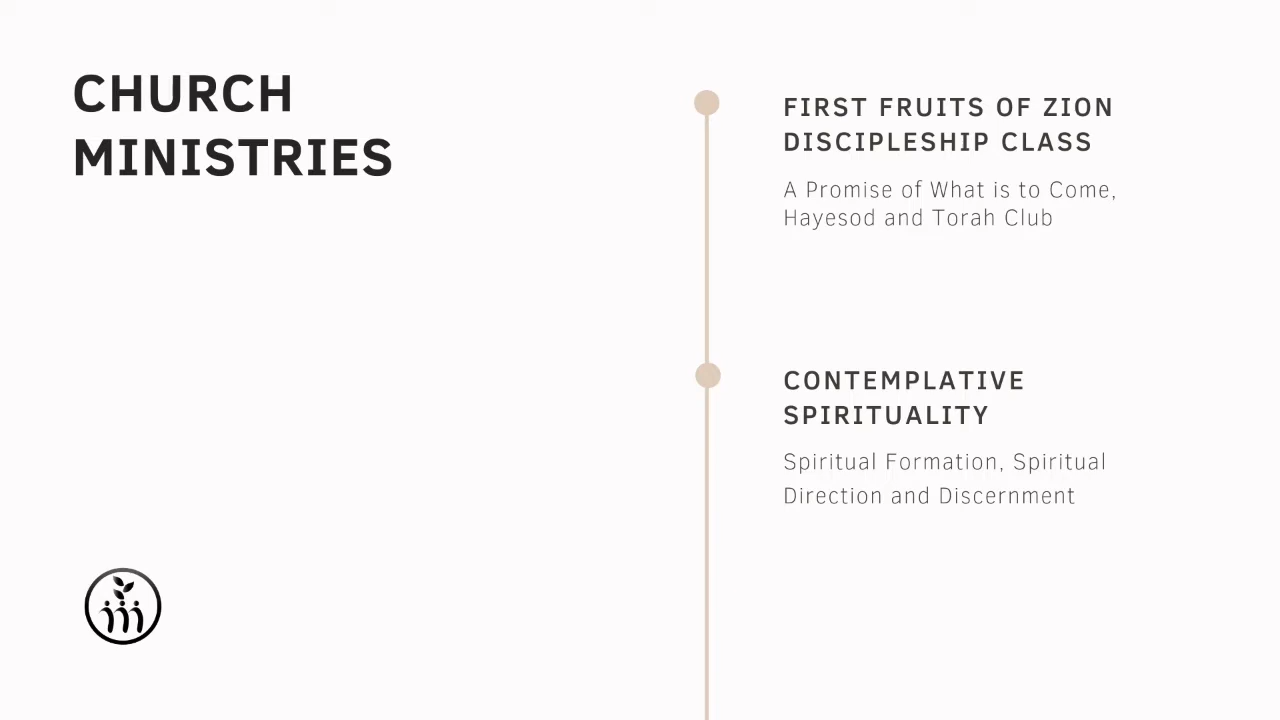 CHURCH
MINISTRIES
FIRST FRUITS OF ZION
DISCIPLESHIP CLASS
A Promise of What is to Come,
Hayesod and Torah Club
CONTEMPLATIVE
SPIRITUALITY
Spiritual Formation, Spiritual
Direction and Discernment